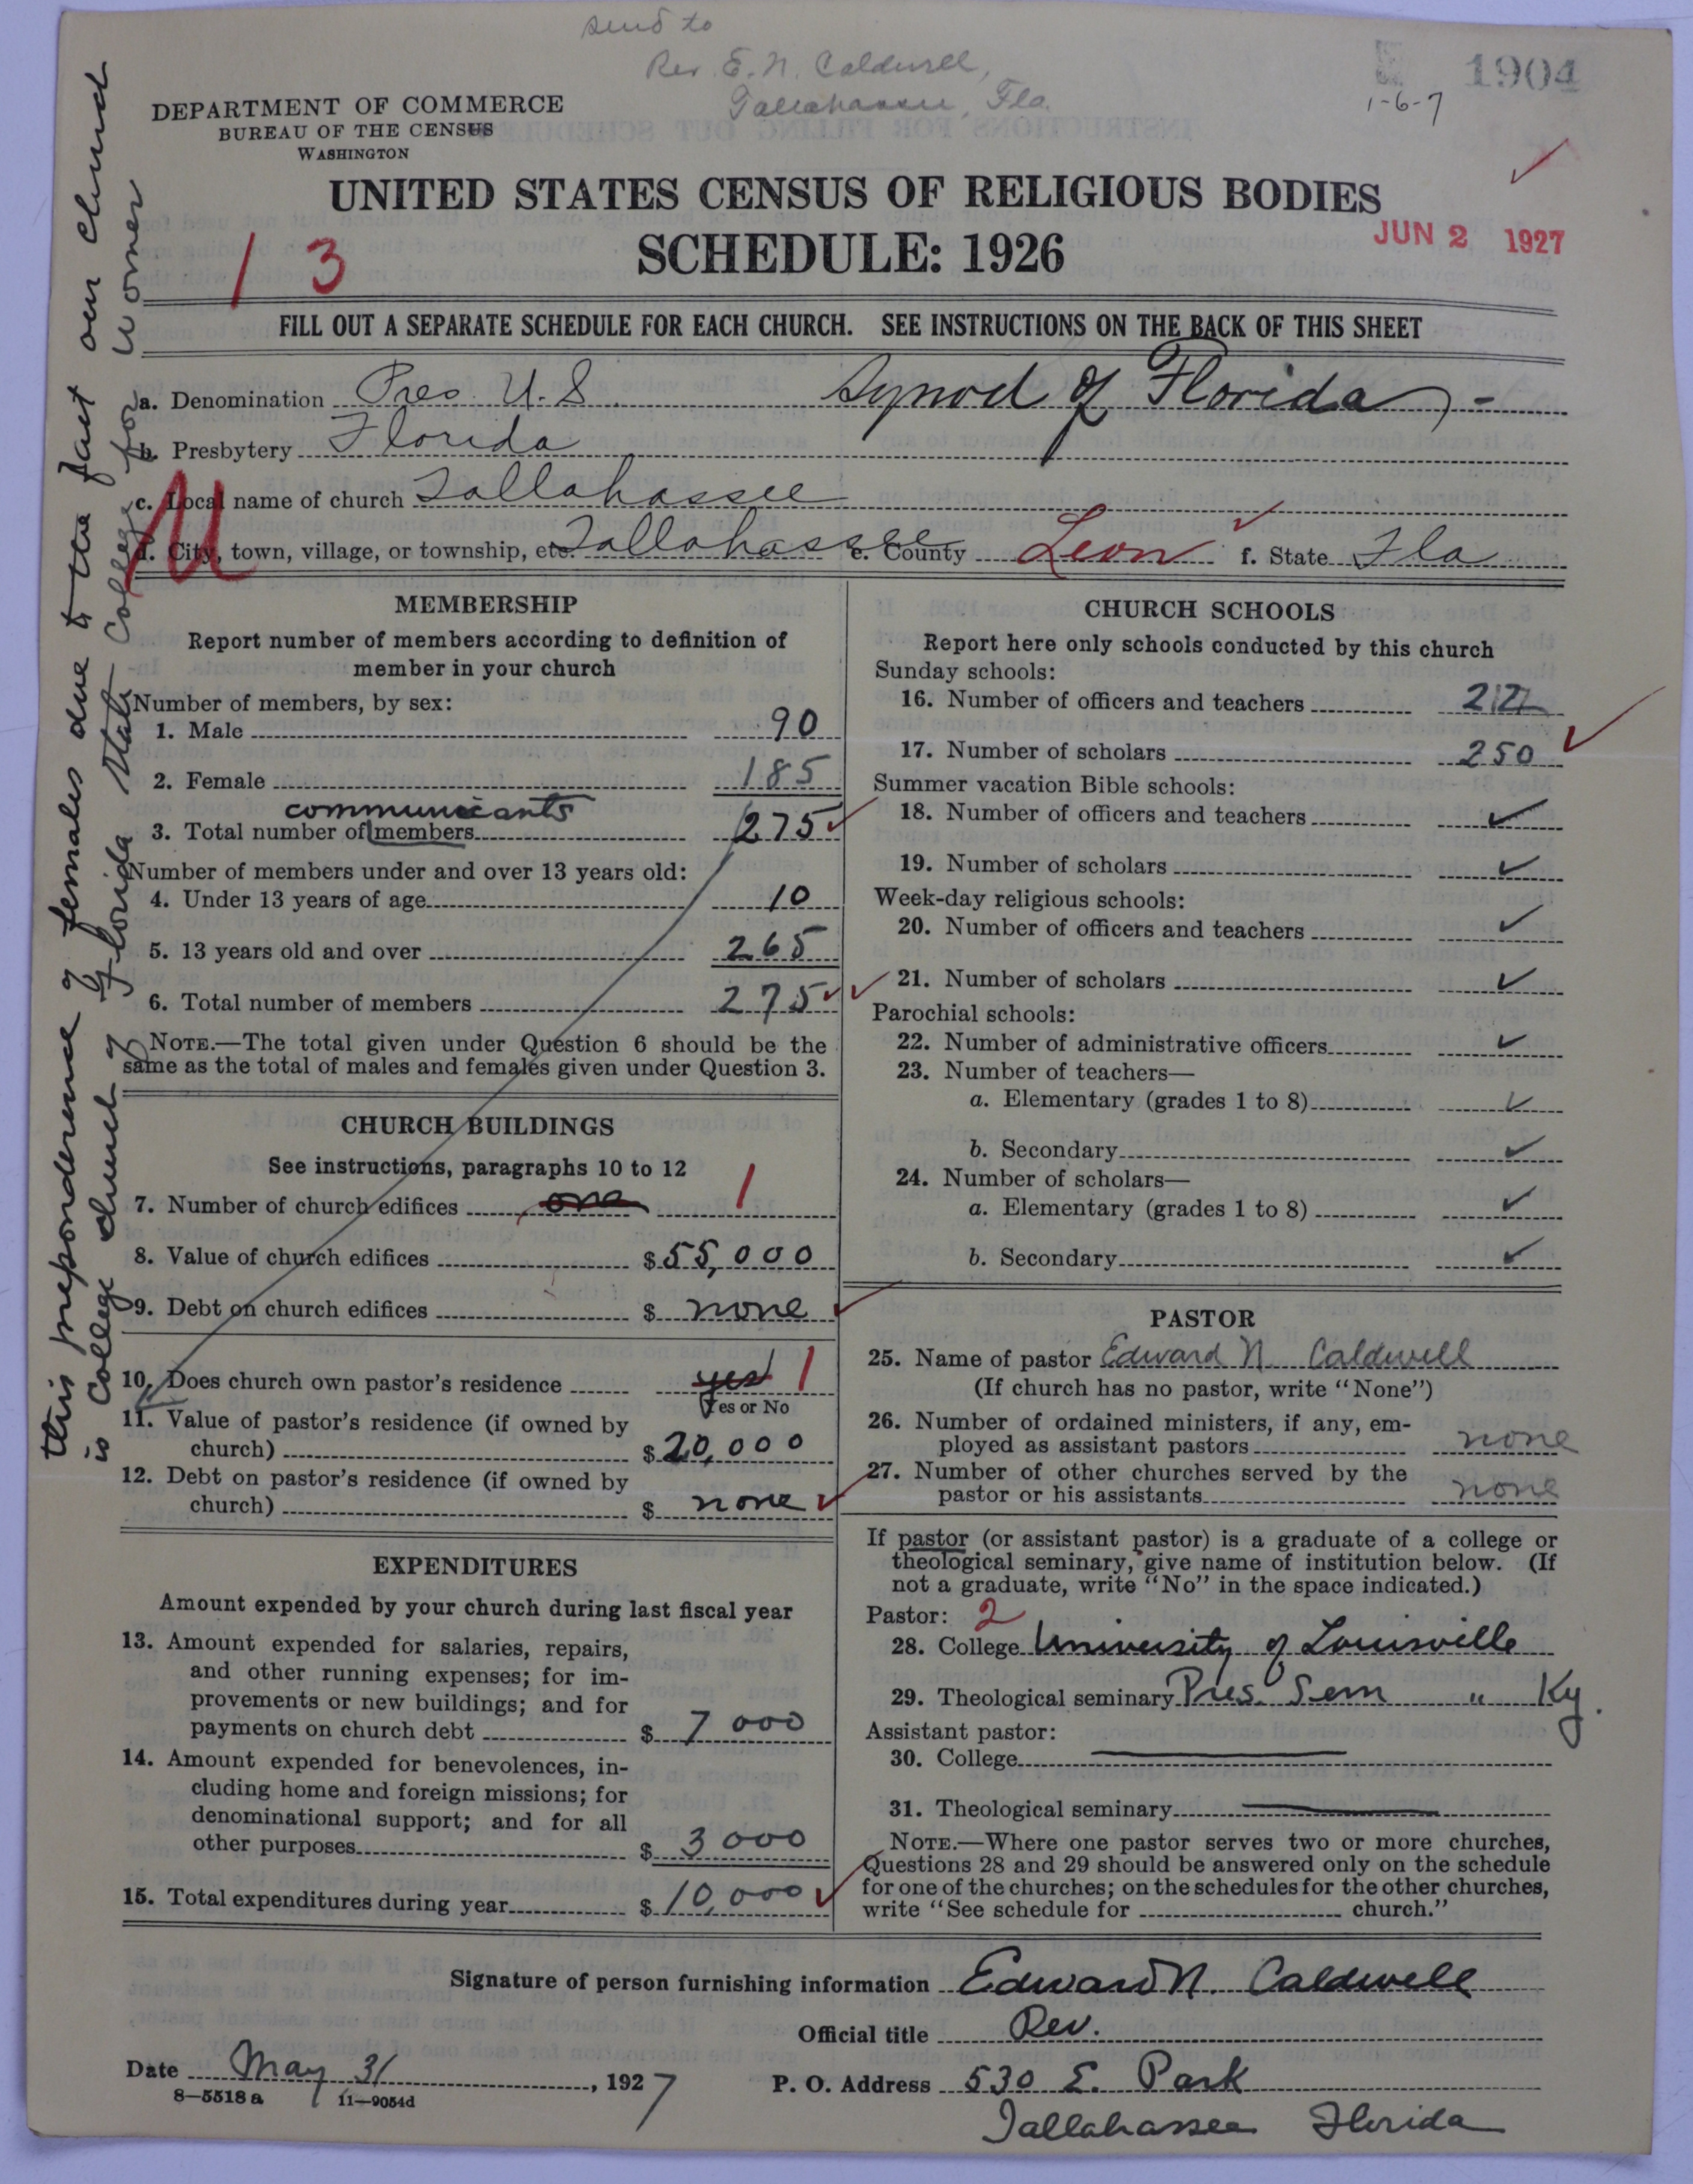 send to
Rev. E. N. Caldwell,
Tallahassee, Fla.
1904
1-6-7
DEPARTMENT OF COMMERCE
BUREAU OF THE CENSUS
WASHINGTON
UNITED STATES CENSUS OF RELIGIOUS BODIES
SCHEDULE: 1926
JUN 2 1927
1 3
FILL OUT A SEPARATE SCHEDULE FOR EACH CHURCH. SEE INSTRUCTIONS ON THE BACK OF THIS SHEET
a. Denomination Pres. U.S. Synod of Florida
b. Presbytery Florida
c. Local name of church Tallahassee
d. City, town, village, or township, etc. Tallahassee e. County Leon f. State Fla
this preponderence of females due to the fact our church
is College church of Florida State College for Women
MEMBERSHIP
Report number of members according to definition of
member in your church
Number of members, by sex:
1. Male 90
2. Female 185
communicants
3. Total number of members 275
Number of members under and over 13 years old:
4. Under 13 years of age 10
5. 13 years old and over 265
6. Total number of members 275
NOTE.—The total given under Question 6 should be the
same as the total of males and females given under Question 3.
CHURCH BUILDINGS
See instructions, paragraphs 10 to 12
7. Number of church edifices one 1
8. Value of church edifices $55,000
9. Debt on church edifices $ none
10. Does church own pastor's residence yes 1
Yes or No
11. Value of pastor's residence (if owned by
church) $20,000
12. Debt on pastor's residence (if owned by
church) $ none
EXPENDITURES
Amount expended by your church during last fiscal year
13. Amount expended for salaries, repairs,
and other running expenses; for im-
provements or new buildings; and for
payments on church debt $ 7 000
14. Amount expended for benevolences, in-
cluding home and foreign missions; for
denominational support; and for all
other purposes $ 3 000
15. Total expenditures during year $ 10,000
CHURCH SCHOOLS
Report here only schools conducted by this church
Sunday schools:
16. Number of officers and teachers
17. Number of scholars 250
Summer vacation Bible schools:
18. Number of officers and teachers ✓
19. Number of scholars ✓
Week-day religious schools:
20. Number of officers and teachers ✓
21. Number of scholars ✓
Parochial schools:
22. Number of administrative officers ✓
23. Number of teachers—
a. Elementary (grades 1 to 8) ✓
b. Secondary ✓
24. Number of scholars—
a. Elementary (grades 1 to 8) ✓
b. Secondary ✓
PASTOR
25. Name of pastor Edward N. Caldwell
(If church has no pastor, write "None")
26. Number of ordained ministers, if any, em-
ployed as assistant pastors none
27. Number of other churches served by the
pastor or his assistants none
If pastor (or assistant pastor) is a graduate of a college or
theological seminary, give name of institution below. (If
not a graduate, write "No" in the space indicated.)
Pastor: 2
28. College University of Louisville
29. Theological seminary Pres. Sem " Ky.
Assistant pastor:
30. College
31. Theological seminary
NOTE.—Where one pastor serves two or more churches,
Questions 28 and 29 should be answered only on the schedule
for one of the churches; on the schedules for the other churches,
write "See schedule for church."
Signature of person furnishing information Edward N. Caldwell
Official title Rev.
Date May 31, 1927
P. O. Address 530 E. Park
Tallahassee Florida
8—5518 a 11—9054d